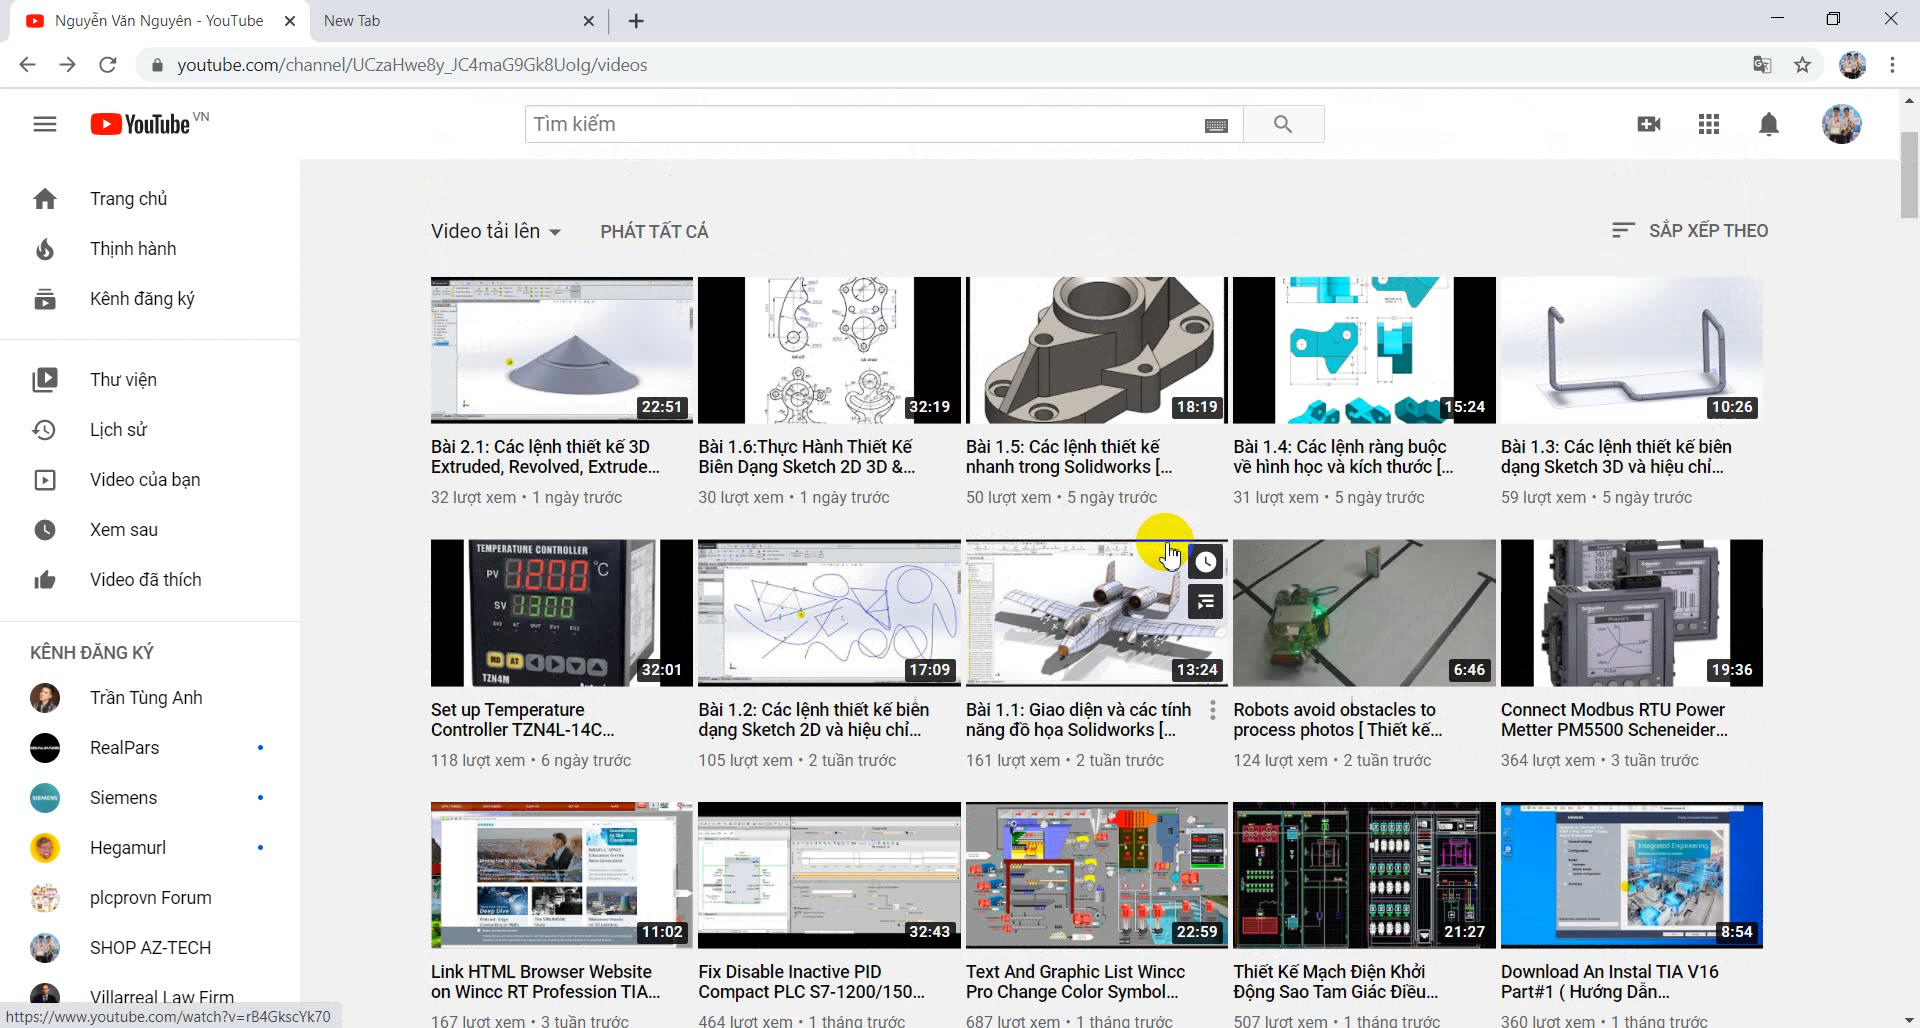 Nguyễn Văn Nguyên - YouTube
New Tab
youtube.com/channel/UCzaHwe8y_JC4maG9Gk8UoIg/videos
YouTube VN
Tìm kiếm
Trang chủ
Thịnh hành
Kênh đăng ký
Thư viện
Lịch sử
Video của bạn
Xem sau
Video đã thích
KÊNH ĐĂNG KÝ
Trần Tùng Anh
RealPars
Siemens
Hegamurl
plcprovn Forum
SHOP AZ-TECH
Villarreal Law Firm
https://www.youtube.com/watch?v=rB4GkscYk70
Video tải lên
PHÁT TẤT CẢ
SẮP XẾP THEO
22:51
32:19
18:19
15:24
10:26
Bài 2.1: Các lệnh thiết kế 3D
Extruded, Revolved, Extrude...
32 lượt xem • 1 ngày trước
Bài 1.6:Thực Hành Thiết Kế
Biên Dạng Sketch 2D 3D &...
30 lượt xem • 1 ngày trước
Bài 1.5: Các lệnh thiết kế
nhanh trong Solidworks [...
50 lượt xem • 5 ngày trước
Bài 1.4: Các lệnh ràng buộc
về hình học và kích thước [...
31 lượt xem • 5 ngày trước
Bài 1.3: Các lệnh thiết kế biên
dạng Sketch 3D và hiệu chỉ...
59 lượt xem • 5 ngày trước
TEMPERATURE CONTROLLER
PV 1200 °C
SV 1300
SV2 AT OUT EV1 EV2
MD AT
TZN4M
32:01
17:09
13:24
6:46
19:36
Set up Temperature
Controller TZN4L-14C...
118 lượt xem • 6 ngày trước
Bài 1.2: Các lệnh thiết kế biên
dạng Sketch 2D và hiệu chỉ...
105 lượt xem • 2 tuần trước
Bài 1.1: Giao diện và các tính
năng đồ họa Solidworks [...
161 lượt xem • 2 tuần trước
Robots avoid obstacles to
process photos [ Thiết kế...
124 lượt xem • 2 tuần trước
Connect Modbus RTU Power
Metter PM5500 Scheneider...
364 lượt xem • 3 tuần trước
Deep Dive
Integrated Engineering
11:02
32:43
22:59
21:27
8:54
Link HTML Browser Website
on Wincc RT Profession TIA...
167 lượt xem • 3 tuần trước
Fix Disable Inactive PID
Compact PLC S7-1200/150...
464 lượt xem • 1 tháng trước
Text And Graphic List Wincc
Pro Change Color Symbol...
687 lượt xem • 1 tháng trước
Thiết Kế Mạch Điện Khởi
Động Sao Tam Giác Điều...
507 lượt xem • 1 tháng trước
Download An Instal TIA V16
Part#1 ( Hướng Dẫn...
360 lượt xem • 1 tháng trước